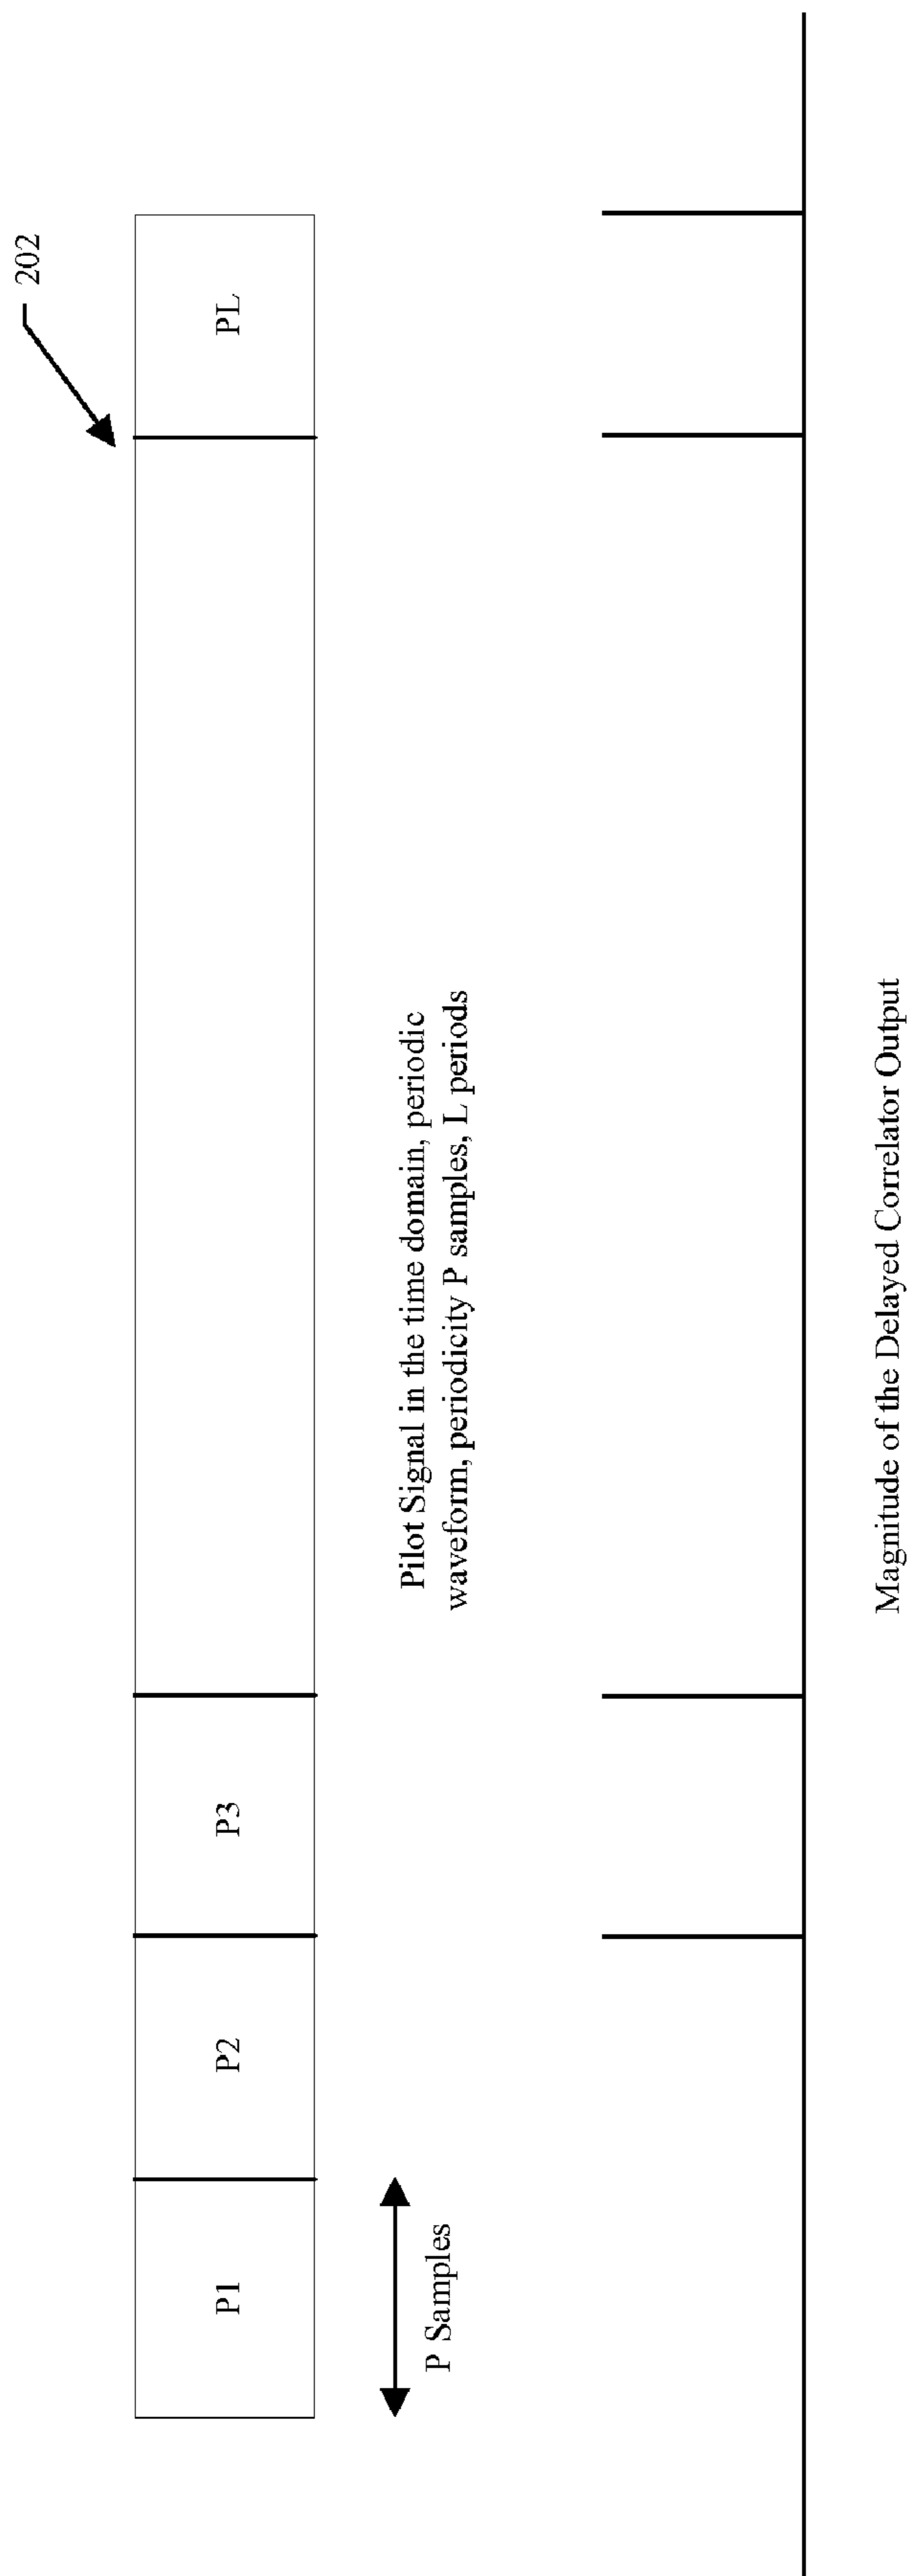 202
P1
P2
P3
PL
P Samples
Pilot Signal in the time domain, periodic
waveform, periodicity P samples, L periods
Magnitude of the Delayed Correlator Output